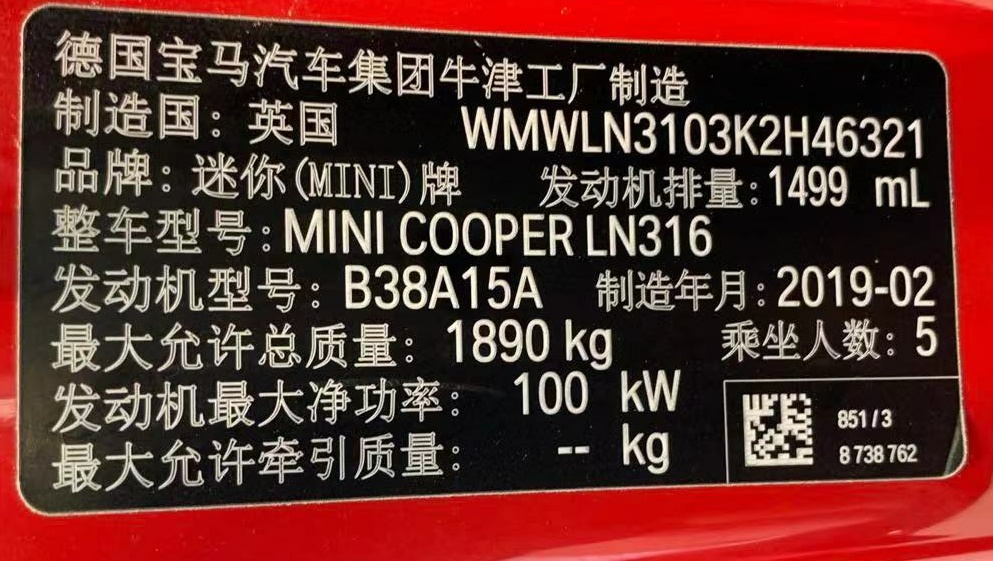 德国宝马汽车集团牛津工厂制造
制造国：英国 WMWLN3103K2H46321
品牌：迷你(MINI)牌 发动机排量：1499 mL
整车型号：MINI COOPER LN316
发动机型号：B38A15A 制造年月：2019-02
最大允许总质量：1890 kg 乘坐人数：5
发动机最大净功率：100 kW
最大允许牵引质量：-- kg
851/3
8 738 762